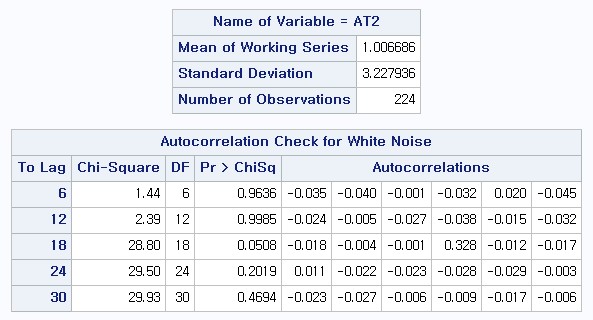 Name of Variable = AT2
Mean of Working Series 1.006686
Standard Deviation 3.227936
Number of Observations 224
Autocorrelation Check for White Noise
To Lag Chi-Square DF Pr > ChiSq Autocorrelations
6 1.44 6 0.9636 -0.035 -0.040 -0.001 -0.032 0.020 -0.045
12 2.39 12 0.9985 -0.024 -0.005 -0.027 -0.038 -0.015 -0.032
18 28.80 18 0.0508 -0.018 -0.004 -0.001 0.328 -0.012 -0.017
24 29.50 24 0.2019 0.011 -0.022 -0.023 -0.028 -0.029 -0.003
30 29.93 30 0.4694 -0.023 -0.027 -0.006 -0.009 -0.017 -0.006